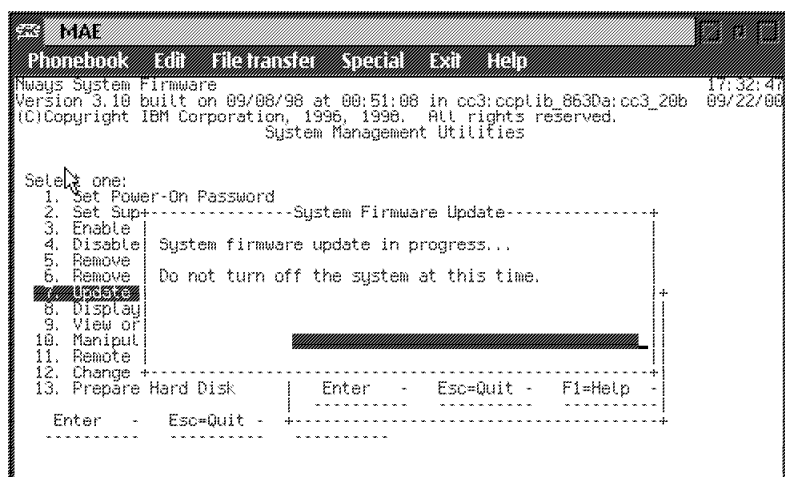 MAE
Phonebook Edit File transfer Special Exit Help
Nways System Firmware 17:32:47
Version 3.10 built on 09/08/98 at 00:51:08 in cc3:ccplib_863Da:cc3_20b 09/22/00
(C)Copyright IBM Corporation, 1996, 1998. All rights reserved.
System Management Utilities
Select one:
1. Set Power-On Password
2. Set Sup
System Firmware Update
3. Enable
4. Disable
System firmware update in progress...
5. Remove
6. Remove
Do not turn off the system at this time.
7. Update
8. Display
9. View or
10. Manipul
11. Remote
12. Change
13. Prepare Hard Disk
Enter - Esc=Quit - F1=Help -
Enter - Esc=Quit -